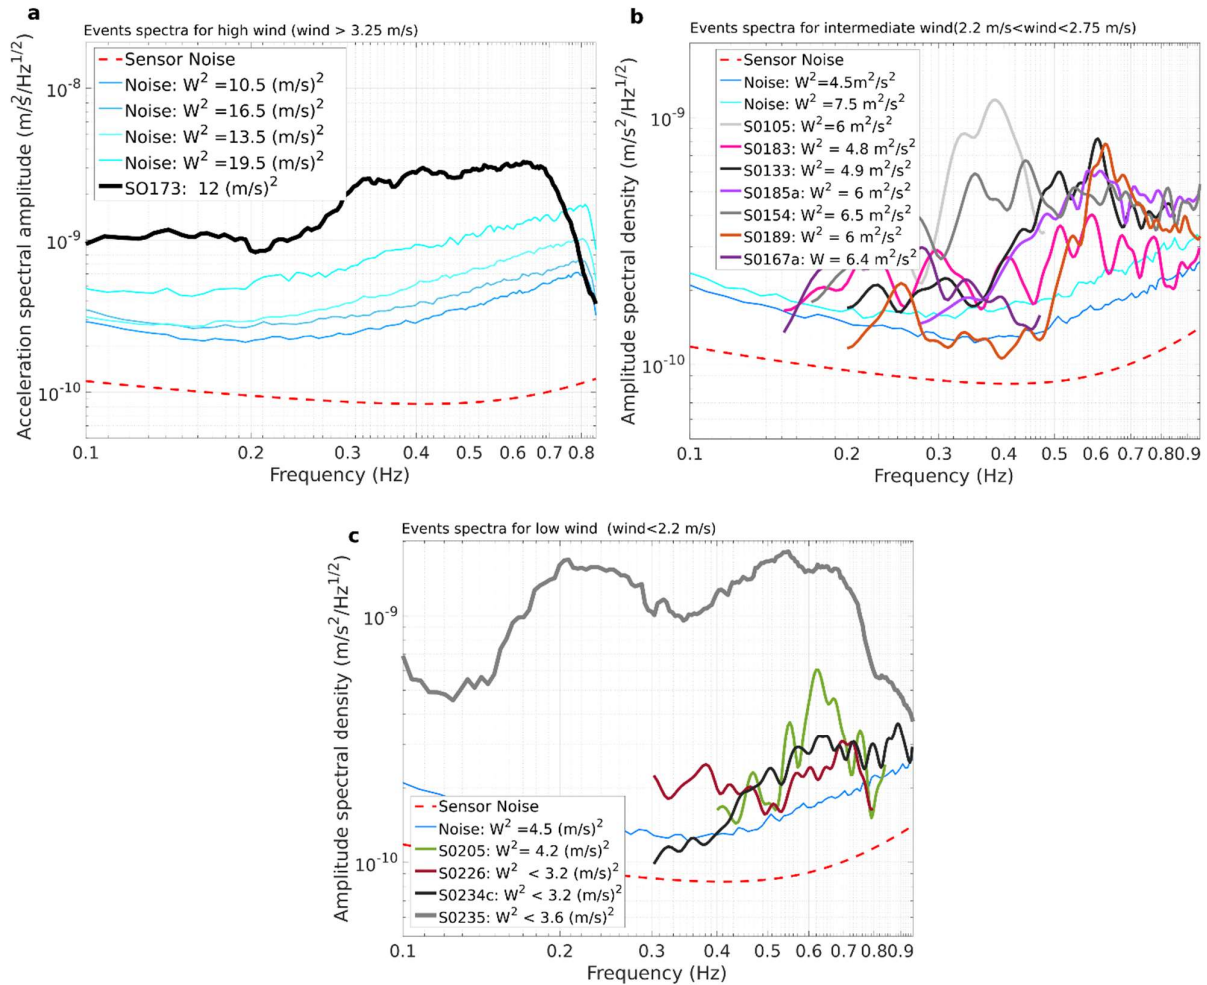 a
Events spectra for high wind (wind > 3.25 m/s)
Acceleration spectral amplitude (m/s²/Hz^1/2)
10^-8
10^-9
10^-10
Sensor Noise
Noise: W² =10.5 (m/s)²
Noise: W² =16.5 (m/s)²
Noise: W² =13.5 (m/s)²
Noise: W² =19.5 (m/s)²
SO173: 12 (m/s)²
0.1 0.2 0.3 0.4 0.5 0.6 0.7 0.8
Frequency (Hz)
b
Events spectra for intermediate wind(2.2 m/s<wind<2.75 m/s)
Amplitude spectral density (m/s²/Hz^1/2)
10^-9
10^-10
Sensor Noise
Noise: W²=4.5m²/s²
Noise: W² =7.5 m²/s²
S0105: W²=6 m²/s²
S0183: W² = 4.8 m²/s²
S0133: W² = 4.9 m²/s²
S0185a: W² = 6 m²/s²
S0154: W² = 6.5 m²/s²
S0189: W² = 6 m²/s²
S0167a: W = 6.4 m²/s²
0.1 0.2 0.3 0.4 0.5 0.6 0.7 0.8 0.9
Frequency (Hz)
c
Events spectra for low wind (wind<2.2 m/s)
Amplitude spectral density (m/s²/Hz^1/2)
10^-9
10^-10
Sensor Noise
Noise: W² =4.5 (m/s)²
S0205: W²= 4.2 (m/s)²
S0226: W² < 3.2 (m/s)²
S0234c: W² < 3.2 (m/s)²
S0235: W² < 3.6 (m/s)²
0.1 0.2 0.3 0.4 0.5 0.6 0.7 0.8 0.9
Frequency (Hz)